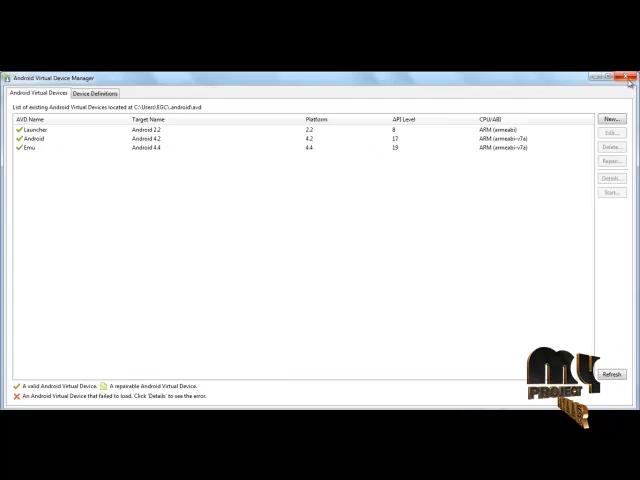 Android Virtual Device Manager
Android Virtual Devices Device Definitions
List of existing Android Virtual Devices located at C:\Users\EGC\.android\avd
AVD Name Target Name Platform API Level CPU/ABI
Launcher Android 2.2 2.2 8 ARM (armeabi)
Android Android 4.2 4.2 17 ARM (armeabi-v7a)
Emu Android 4.4 4.4 19 ARM (armeabi-v7a)
New...
Edit...
Delete...
Repair...
Details...
Start...
Refresh
A valid Android Virtual Device. A repairable Android Virtual Device.
An Android Virtual Device that failed to load. Click 'Details' to see the error.
MY
PROJECT